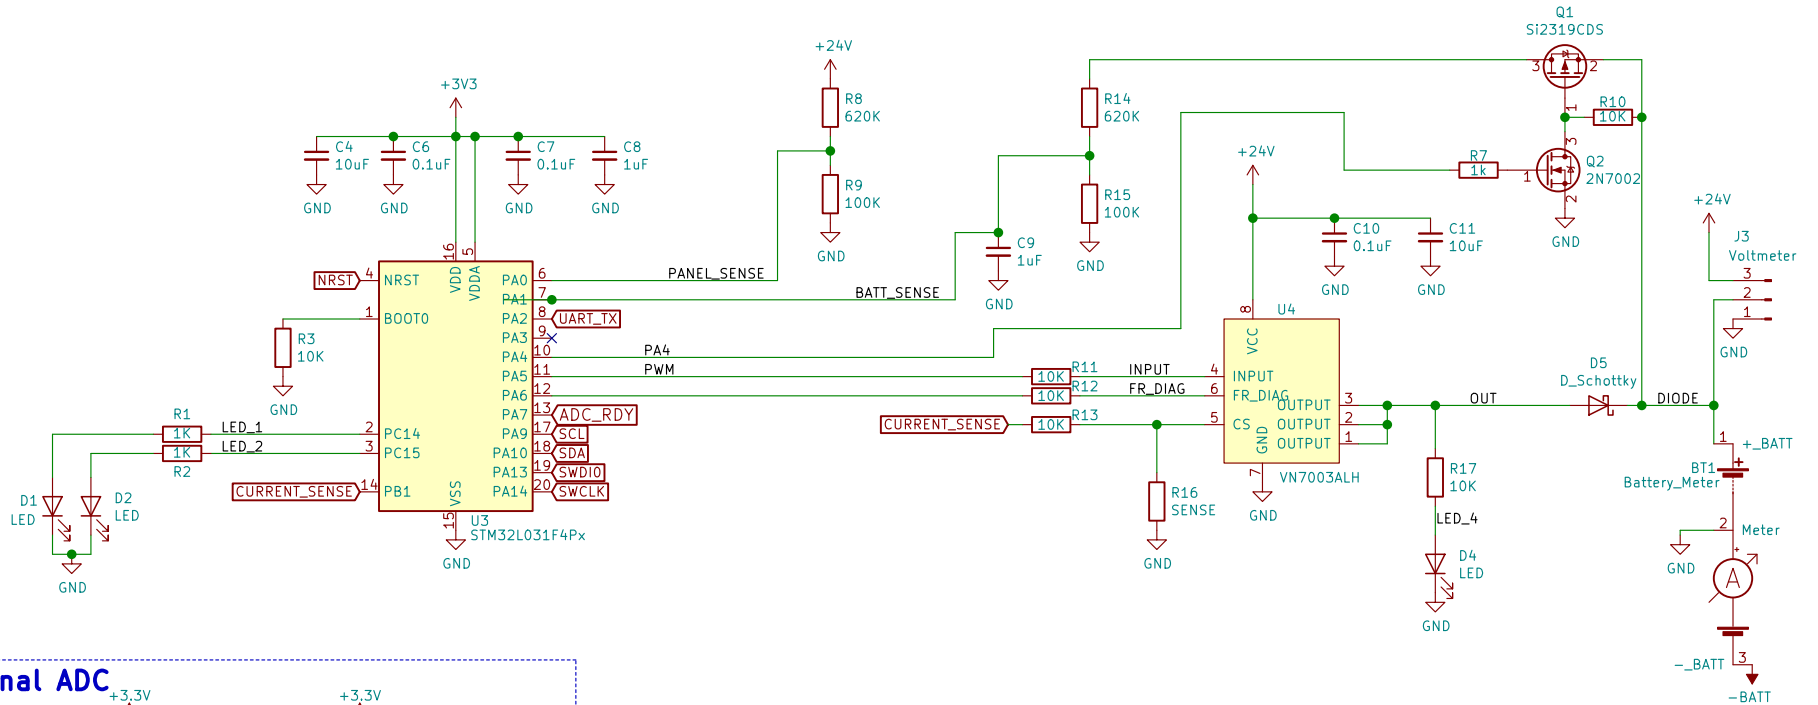 Q1
Si2319CDS
+24V
3
2
+3V3
R8
620K
R14
620K
1
R10
10K
C4
10uF
C6
0.1uF
C7
0.1uF
C8
1uF
3
+24V
R7
1k
Q2
2N7002
1
R9
100K
R15
100K
2
GND
GND
GND
GND
+24V
GND
GND
GND
GND
C9
1uF
C10
0.1uF
C11
10uF
J3
Voltmeter
16
5
NRST
4
NRST
VDD
VDDA
PA0
6
PANEL_SENSE
3
PA1
7
BATT_SENSE
GND
GND
GND
2
1
BOOT0
PA2
8
UART_TX
8
U4
1
R3
10K
PA3
9
VCC
GND
PA4
10
PA4
D5
D_Schottky
PA5
11
PWM
10K
R11
INPUT
4
INPUT
PA6
12
10K
R12
FR_DIAG
6
FR_DIAG
OUTPUT
3
OUT
DIODE
GND
R1
PA7
13
ADC_RDY
CURRENT_SENSE
10K
R13
5
CS
OUTPUT
2
1K
LED_1
2
PC14
PA9
17
SCL
GND
OUTPUT
1
1
+_BATT
1K
LED_2
3
PC15
PA10
18
SDA
R2
PA13
19
SWDIO
7
VN7003ALH
R17
10K
BT1
Battery_Meter
CURRENT_SENSE
14
PB1
VSS
PA14
20
SWCLK
R16
SENSE
D1
LED
D2
LED
15
U3
STM32L031F4Px
GND
LED_4
2
Meter
GND
GND
D4
LED
GND
GND
A
GND
nal ADC
-_BATT
3
+3.3V
+3.3V
-BATT